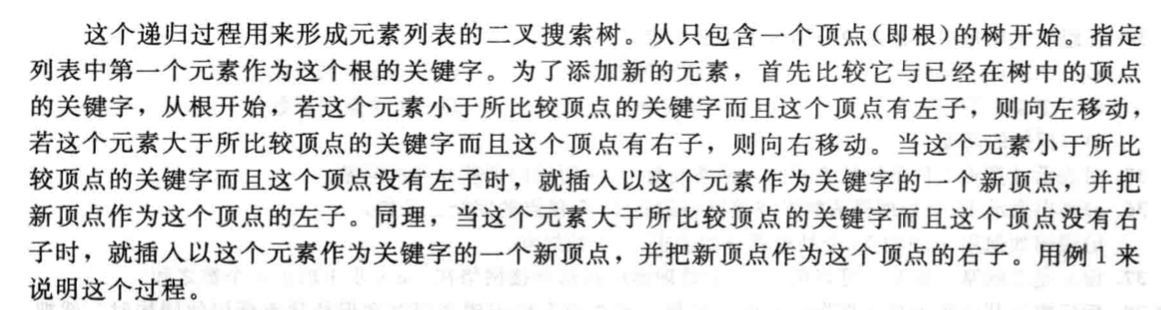 这个递归过程用来形成元素列表的二叉搜索树。从只包含一个顶点(即根)的树开始。指定
列表中第一个元素作为这个根的关键字。为了添加新的元素，首先比较它与已经在树中的顶点
的关键字，从根开始，若这个元素小于所比较顶点的关键字而且这个顶点有左子，则向左移动，
若这个元素大于所比较顶点的关键字而且这个顶点有右子，则向右移动。当这个元素小于所比
较顶点的关键字而且这个顶点没有左子时，就插入以这个元素作为关键字的一个新顶点，并把
新顶点作为这个顶点的左子。同理，当这个元素大于所比较顶点的关键字而且这个顶点没有右
子时，就插入以这个元素作为关键字的一个新顶点，并把新顶点作为这个顶点的右子。用例1来
说明这个过程。